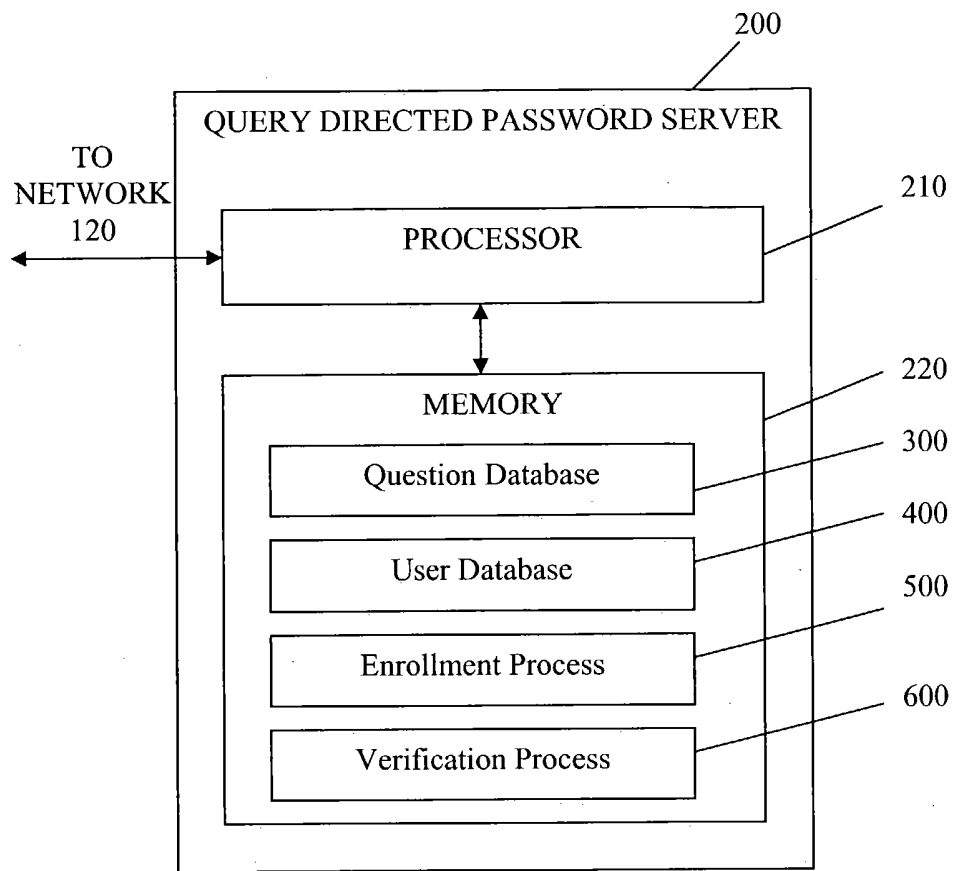 200
QUERY DIRECTED PASSWORD SERVER
TO
NETWORK
120
210
PROCESSOR
220
MEMORY
300
Question Database
400
User Database
500
Enrollment Process
600
Verification Process